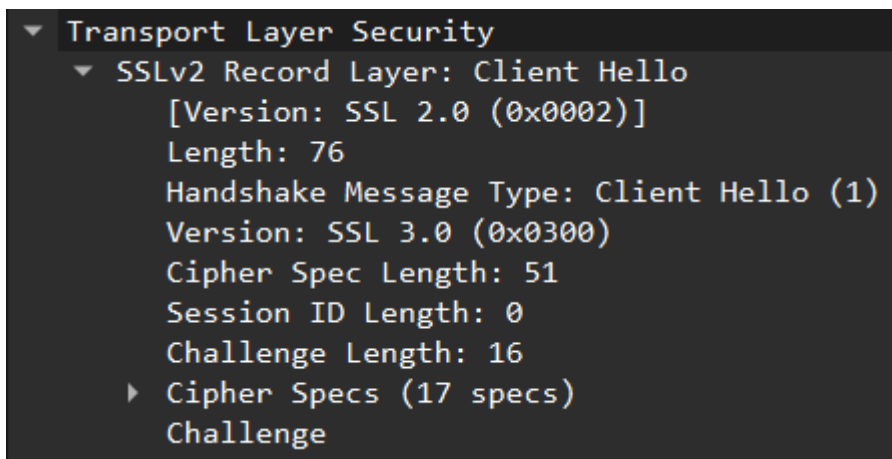 Transport Layer Security
SSLv2 Record Layer: Client Hello
[Version: SSL 2.0 (0x0002)]
Length: 76
Handshake Message Type: Client Hello (1)
Version: SSL 3.0 (0x0300)
Cipher Spec Length: 51
Session ID Length: 0
Challenge Length: 16
Cipher Specs (17 specs)
Challenge